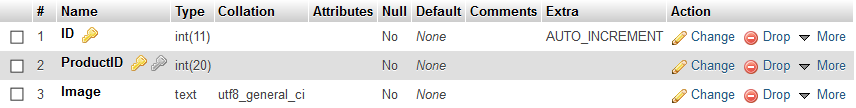 # Name Type Collation Attributes Null Default Comments Extra Action
1 ID int(11) No None AUTO_INCREMENT Change Drop More
2 ProductID int(20) No None Change Drop More
3 Image text utf8_general_ci No None Change Drop More